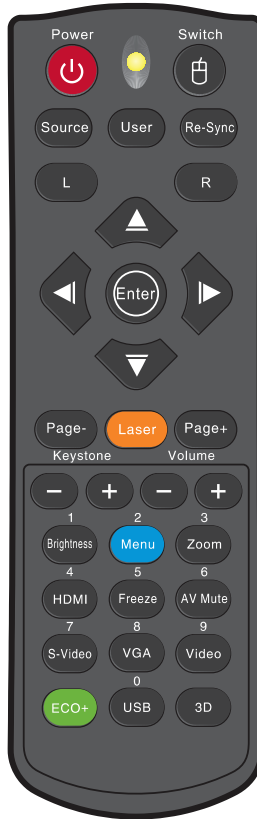 Power Switch
Source User Re-Sync
L R
Enter
Page- Laser Page+
Keystone Volume
− + − +
1 2 3
Brightness Menu Zoom
4 5 6
HDMI Freeze AV Mute
7 8 9
S-Video VGA Video
0
ECO+ USB 3D